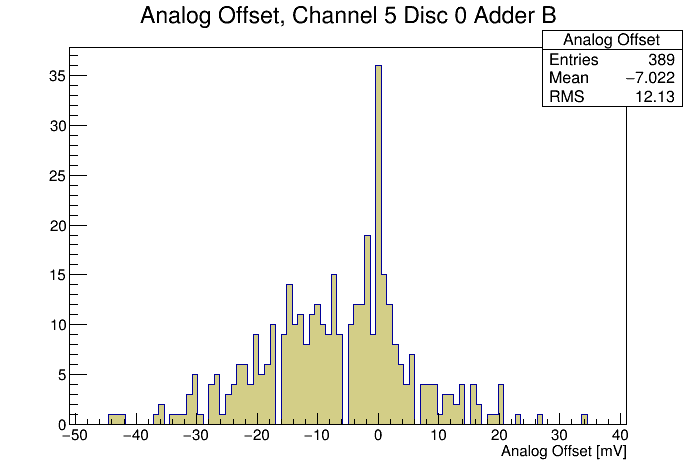 Analog Offset, Channel 5 Disc 0 Adder B
Analog Offset
Entries 389
Mean −7.022
RMS 12.13
35
30
25
20
15
10
5
0
−50 −40 −30 −20 −10 0 10 20 30 40
Analog Offset [mV]